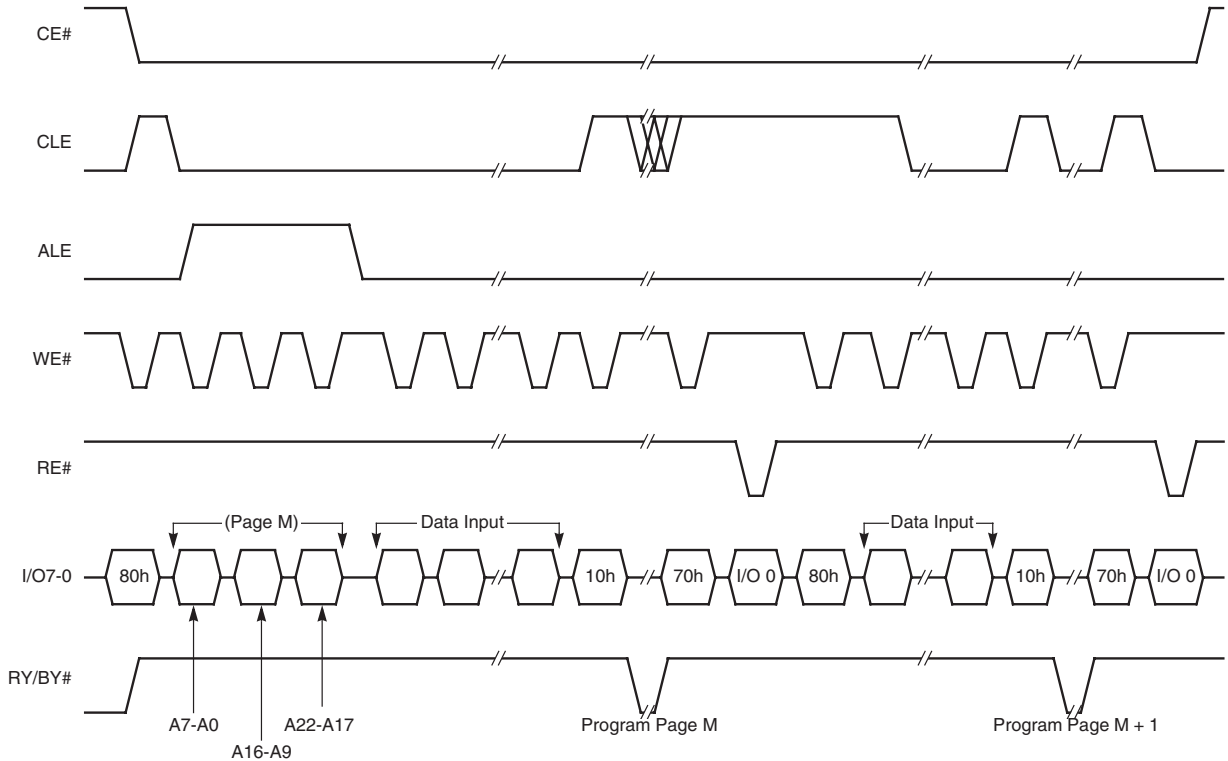 CE#
CLE
ALE
WE#
RE#
(Page M) Data Input Data Input
I/O7-0 80h 10h 70h I/O 0 80h 10h 70h I/O 0
RY/BY#
A7-A0 A22-A17 Program Page M Program Page M + 1
A16-A9